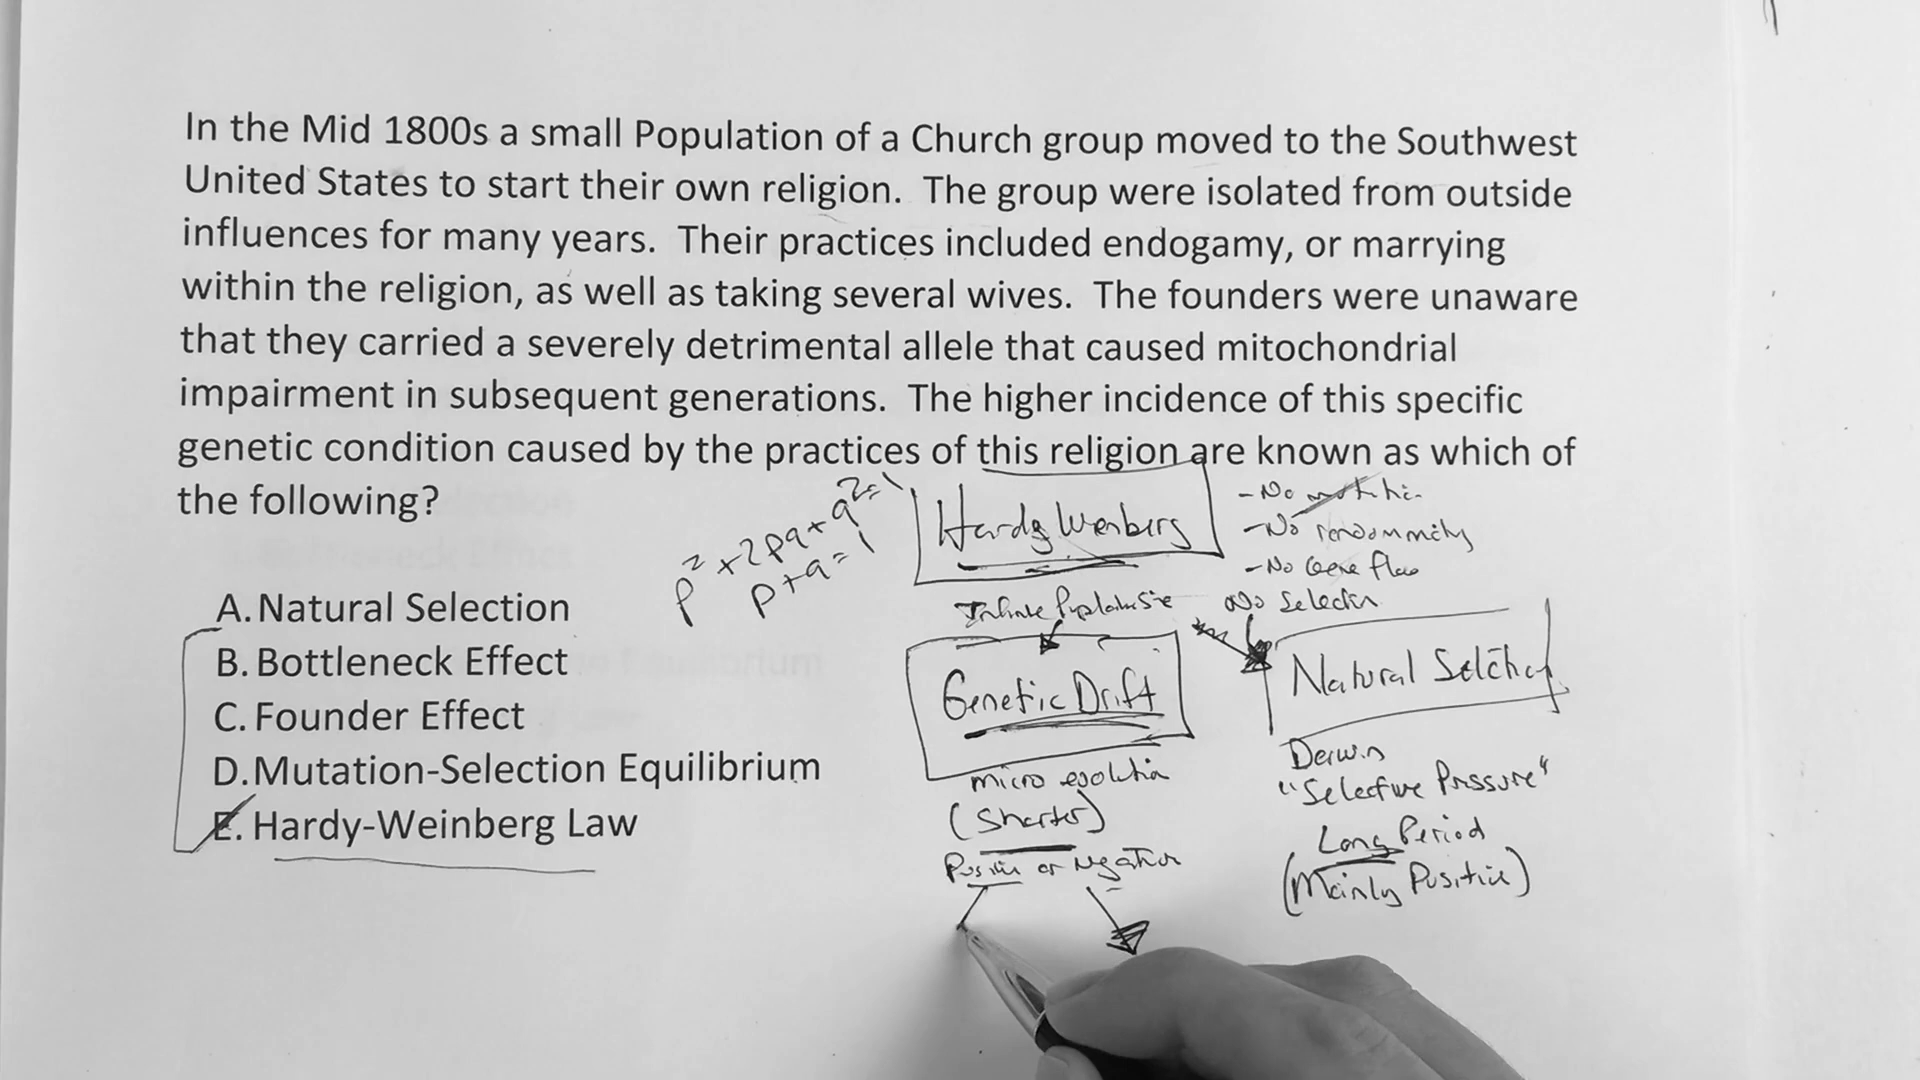 In the Mid 1800s a small Population of a Church group moved to the Southwest
United States to start their own religion. The group were isolated from outside
influences for many years. Their practices included endogamy, or marrying
within the religion, as well as taking several wives. The founders were unaware
that they carried a severely detrimental allele that caused mitochondrial
impairment in subsequent generations. The higher incidence of this specific
genetic condition caused by the practices of this religion are known as which of
the following?
A. Natural Selection
B. Bottleneck Effect
C. Founder Effect
D. Mutation-Selection Equilibrium
E. Hardy-Weinberg Law
p²+2pq+q²=1
p+q=1
Hardy Weinberg
-No
-No
-No Gene flow
No Selection
Genetic Drift
micro evolution
(Shorter)
Positive or Negative
Natural Selection
Darwin
"Selective Pressure"
Long Period
(Mainly Positive)